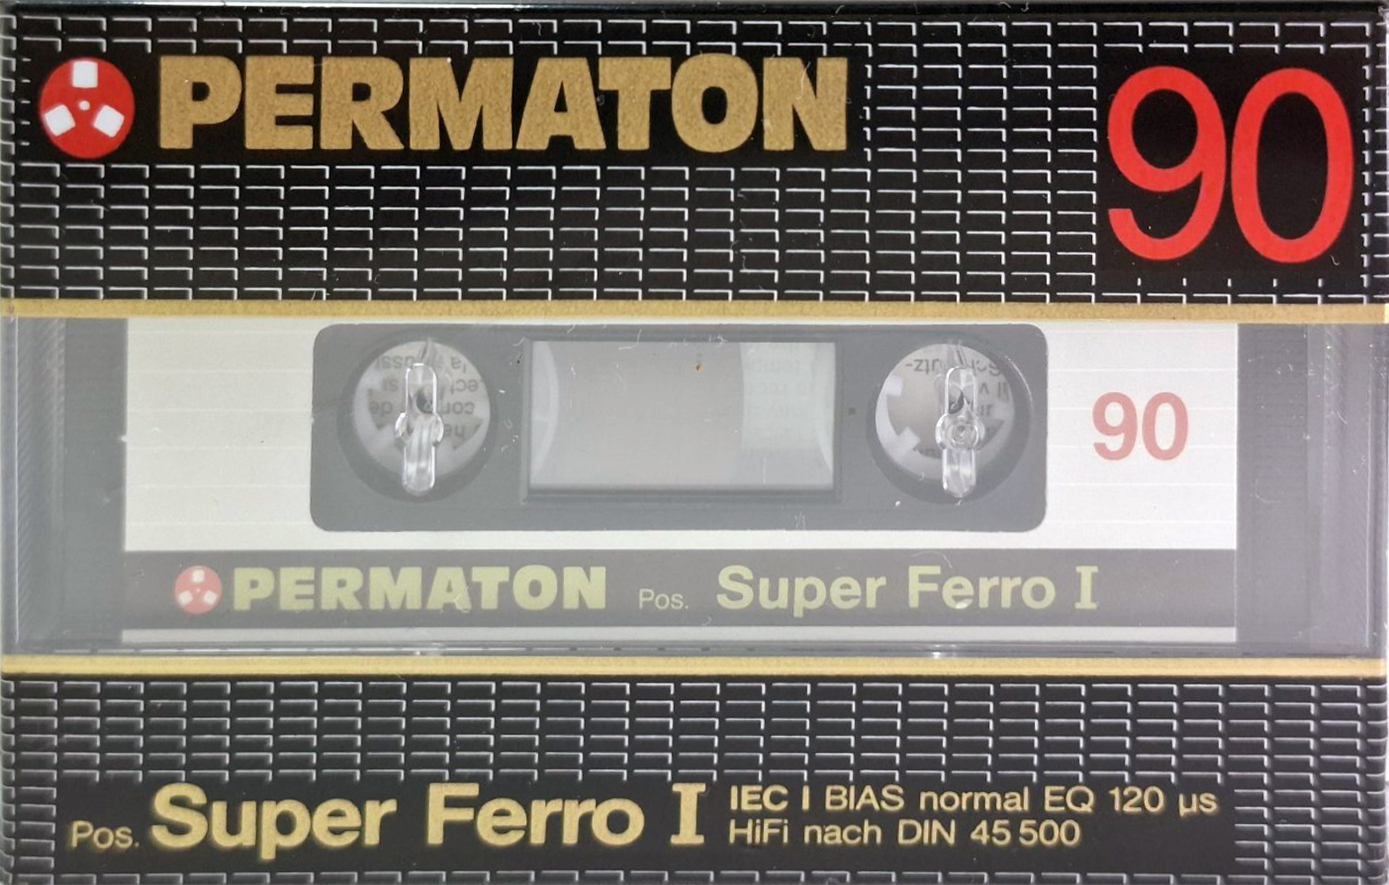 PERMATON
90
90
PERMATON Pos. Super Ferro I
Pos. Super Ferro I
IEC I BIAS normal EQ 120 µs
HiFi nach DIN 45 500